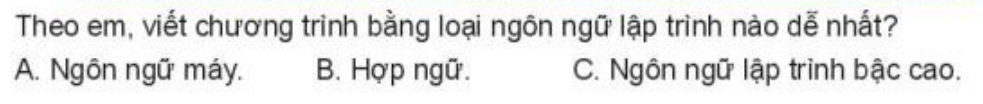 Theo em, viết chương trình bằng loại ngôn ngữ lập trình nào dễ nhất?
A. Ngôn ngữ máy. B. Hợp ngữ. C. Ngôn ngữ lập trình bậc cao.